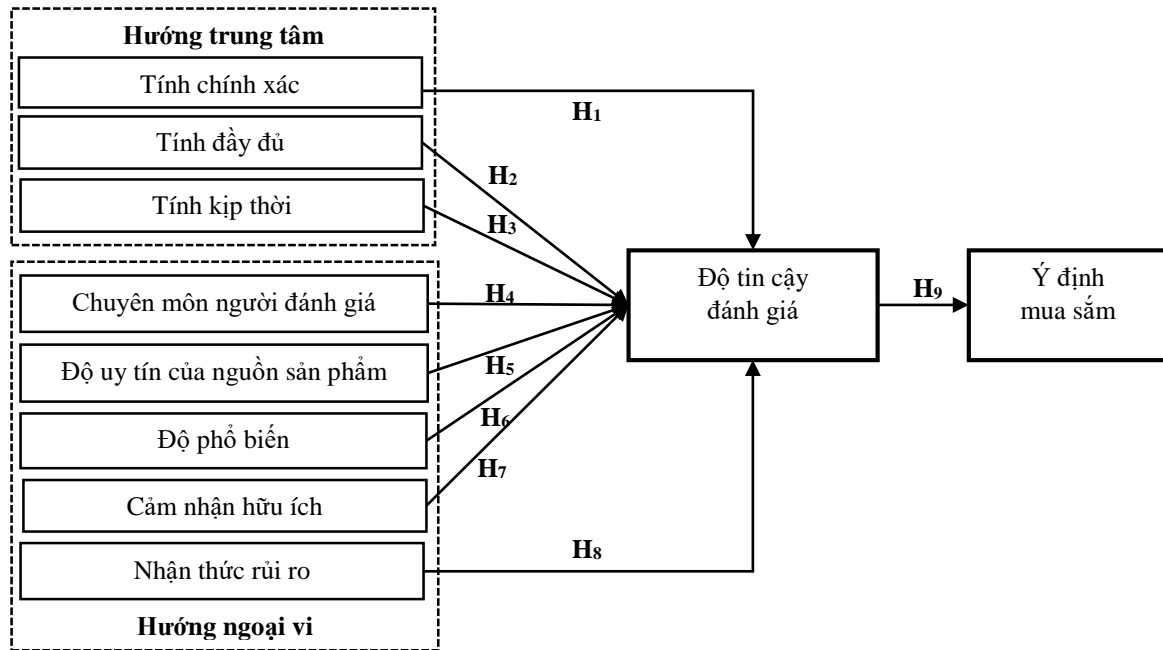 Hướng trung tâm
Tính chính xác
H1
Tính đầy đủ
H2
Tính kịp thời
H3
Độ tin cậy
đánh giá
H9
Ý định
mua sắm
Chuyên môn người đánh giá
H4
Độ uy tín của nguồn sản phẩm
H5
Độ phổ biến
H6
H7
Cảm nhận hữu ích
Nhận thức rủi ro
H8
Hướng ngoại vi